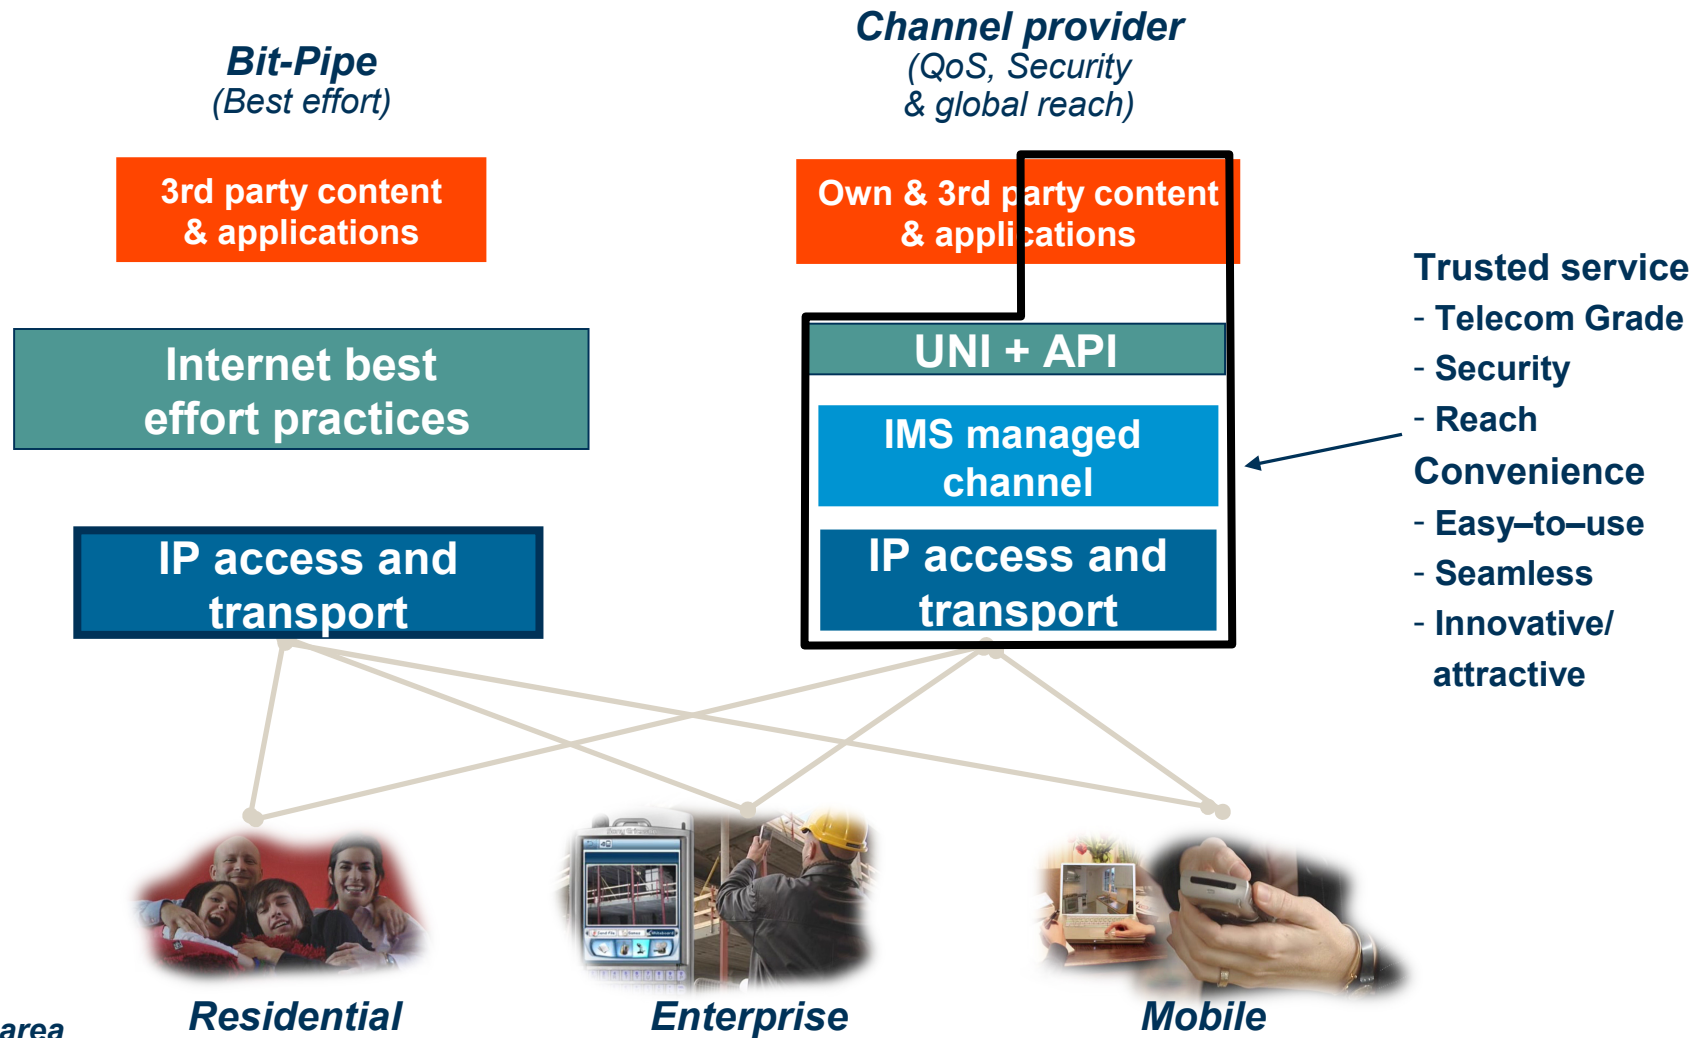 Bit-Pipe
(Best effort)
3rd party content
& applications
Internet best
effort practices
IP access and
transport
Channel provider
(QoS, Security
& global reach)
Own & 3rd party content
& applications
UNI + API
IMS managed
channel
IP access and
transport
Trusted service
- Telecom Grade
- Security
- Reach
Convenience
- Easy–to–use
- Seamless
- Innovative/
attractive
Sony Ericsson
Residential
Enterprise
Mobile
area